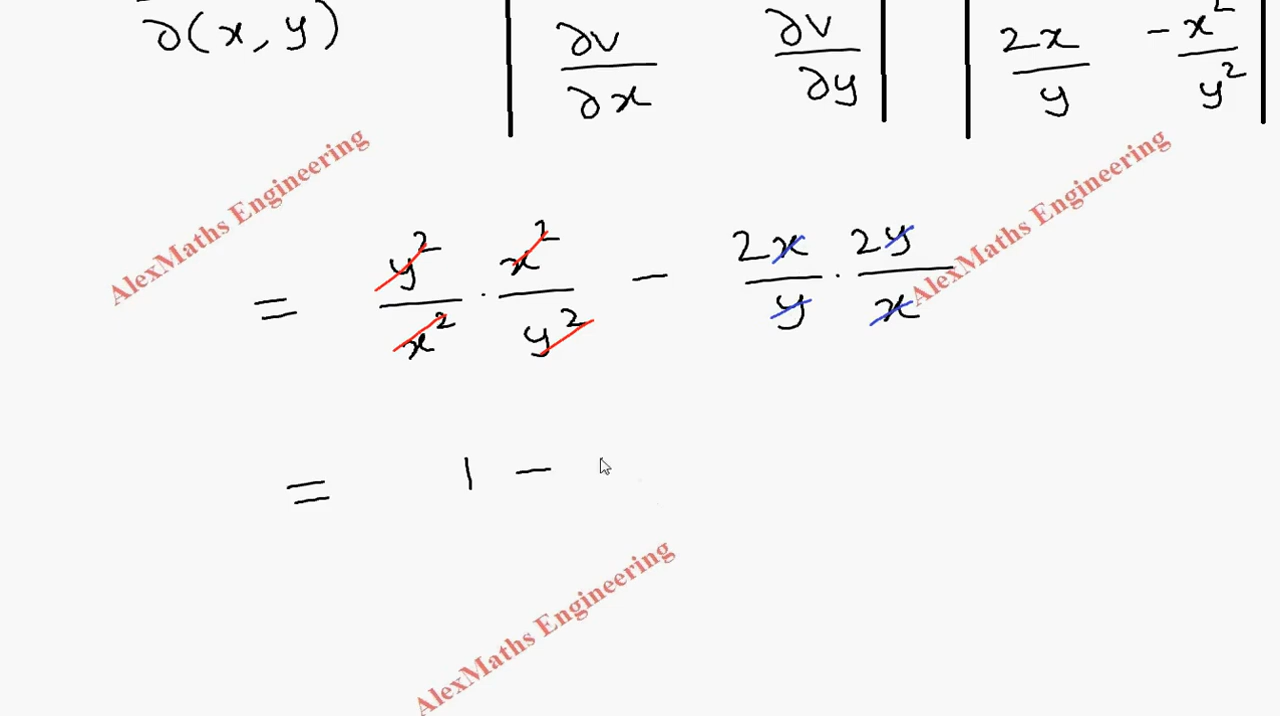 ∂(x, y) | ∂v/∂x ∂v/∂y | | 2x/y -x²/y² |
AlexMaths Engineering
AlexMaths Engineering
= y²/x² · x²/y² - 2x/y · 2y/x
= 1 -
AlexMaths Engineering